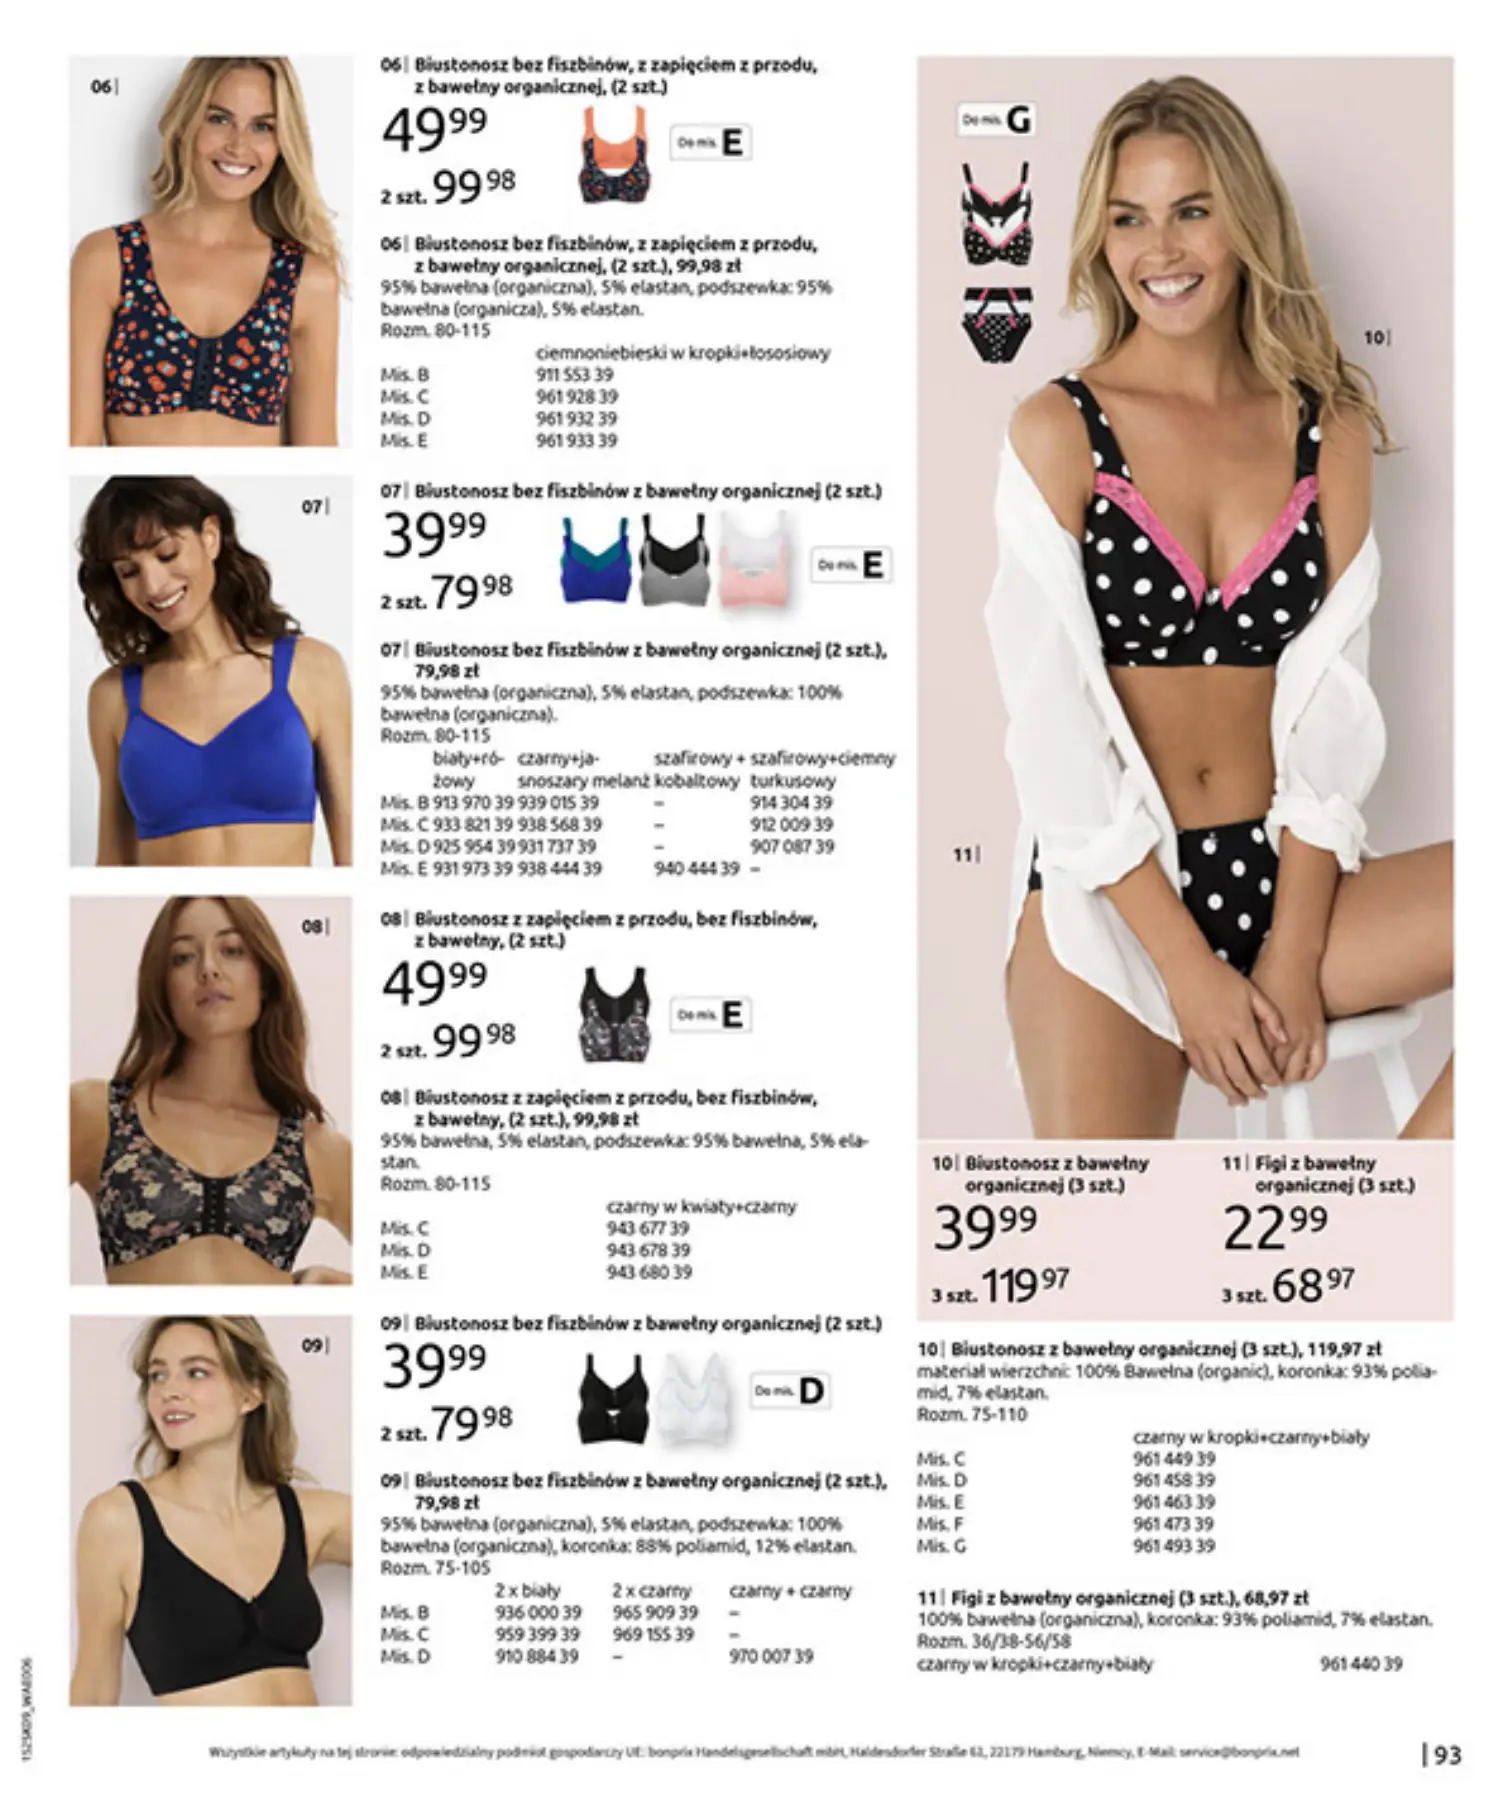 06|
06| Biustonosz bez fiszbinów, z zapięciem z przodu,
z bawełny organicznej, (2 szt.)
49 99
Do mis. E
2 szt. 99 98
06| Biustonosz bez fiszbinów, z zapięciem z przodu,
z bawełny organicznej, (2 szt.), 99,98 zł
95% bawełna (organiczna), 5% elastan, podszewka: 95%
bawełna (organicza), 5% elastan.
Rozm. 80-115
ciemnoniebieski w kropki+łososiowy
Mis. B 911 553 39
Mis. C 961 928 39
Mis. D 961 932 39
Mis. E 961 933 39
07|
07| Biustonosz bez fiszbinów z bawełny organicznej (2 szt.)
39 99
Do mis. E
2 szt. 79 98
07| Biustonosz bez fiszbinów z bawełny organicznej (2 szt.),
79,98 zł
95% bawełna (organiczna), 5% elastan, podszewka: 100%
bawełna (organiczna).
Rozm. 80-115
biały+ró- czarny+ja- szafirowy + szafirowy+ciemny
żowy snoszary melanż kobaltowy turkusowy
Mis. B 913 970 39 939 015 39 – 914 304 39
Mis. C 933 821 39 938 568 39 – 912 009 39
Mis. D 925 954 39 931 737 39 – 907 087 39
Mis. E 931 973 39 938 444 39 940 444 39 –
08|
08| Biustonosz z zapięciem z przodu, bez fiszbinów,
z bawełny, (2 szt.)
49 99
Do mis. E
2 szt. 99 98
08| Biustonosz z zapięciem z przodu, bez fiszbinów,
z bawełny, (2 szt.), 99,98 zł
95% bawełna, 5% elastan, podszewka: 95% bawełna, 5% ela-
stan.
Rozm. 80-115
czarny w kwiaty+czarny
Mis. C 943 677 39
Mis. D 943 678 39
Mis. E 943 680 39
09|
09| Biustonosz bez fiszbinów z bawełny organicznej (2 szt.)
39 99
Do mis. D
2 szt. 79 98
09| Biustonosz bez fiszbinów z bawełny organicznej (2 szt.),
79,98 zł
95% bawełna (organiczna), 5% elastan, podszewka: 100%
bawełna (organiczna), koronka: 88% poliamid, 12% elastan.
Rozm. 75-105
2 x biały 2 x czarny czarny + czarny
Mis. B 936 000 39 965 909 39 –
Mis. C 959 399 39 969 155 39 –
Mis. D 910 884 39 – 970 007 39
Do mis. G
10|
11|
10| Biustonosz z bawełny
organicznej (3 szt.)
39 99
3 szt. 119 97
11| Figi z bawełny
organicznej (3 szt.)
22 99
3 szt. 68 97
10| Biustonosz z bawełny organicznej (3 szt.), 119,97 zł
materiał wierzchni: 100% Bawełna (organic), koronka: 93% polia-
mid, 7% elastan.
Rozm. 75-110
czarny w kropki+czarny+biały
Mis. C 961 449 39
Mis. D 961 458 39
Mis. E 961 463 39
Mis. F 961 473 39
Mis. G 961 493 39
11| Figi z bawełny organicznej (3 szt.), 68,97 zł
100% bawełna (organiczna), koronka: 93% poliamid, 7% elastan.
Rozm. 36/38-56/58
czarny w kropki+czarny+biały 961 440 39
1525K09_WAE006
Wszystkie artykuły na tej stronie: odpowiedzialny podmiot gospodarczy UE: bonprix Handelsgesellschaft mbH, Haldesdorfer Straße 61, 22179 Hamburg, Niemcy, E-Mail: service@bonprix.net
| 93